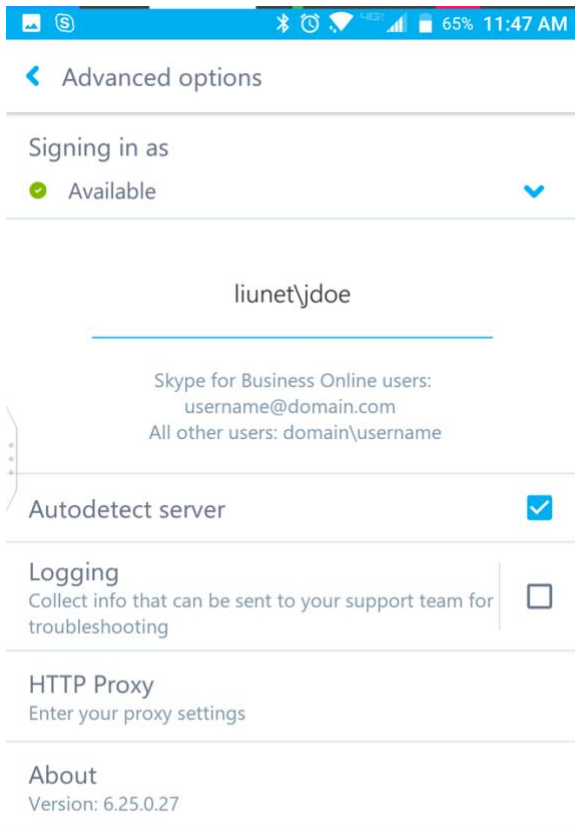 65% 11:47 AM
Advanced options
Signing in as
Available
liunet\jdoe
Skype for Business Online users:
username@domain.com
All other users: domain\username
Autodetect server
Logging
Collect info that can be sent to your support team for
troubleshooting
HTTP Proxy
Enter your proxy settings
About
Version: 6.25.0.27